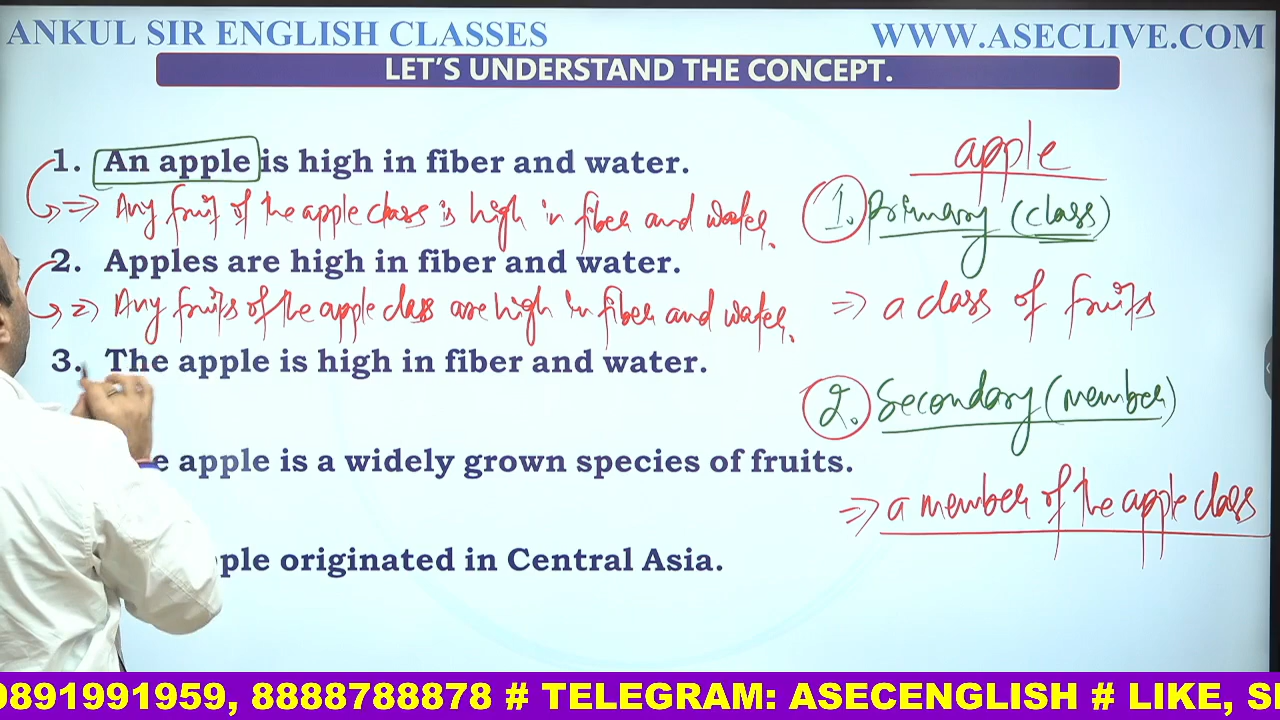 ANKUL SIR ENGLISH CLASSES
WWW.ASECLIVE.COM
LET'S UNDERSTAND THE CONCEPT.
1. An apple is high in fiber and water.
=> Any fruit of the apple class is high in fiber and water.
2. Apples are high in fiber and water.
=> Any fruits of the apple class are high in fiber and water.
3. The apple is high in fiber and water.
e apple is a widely grown species of fruits.
pple originated in Central Asia.
apple
1. Primary (class)
=> a class of fruits
2. Secondary (member)
=> a member of the apple class
9891991959, 8888788878 # TELEGRAM: ASECENGLISH # LIKE, S